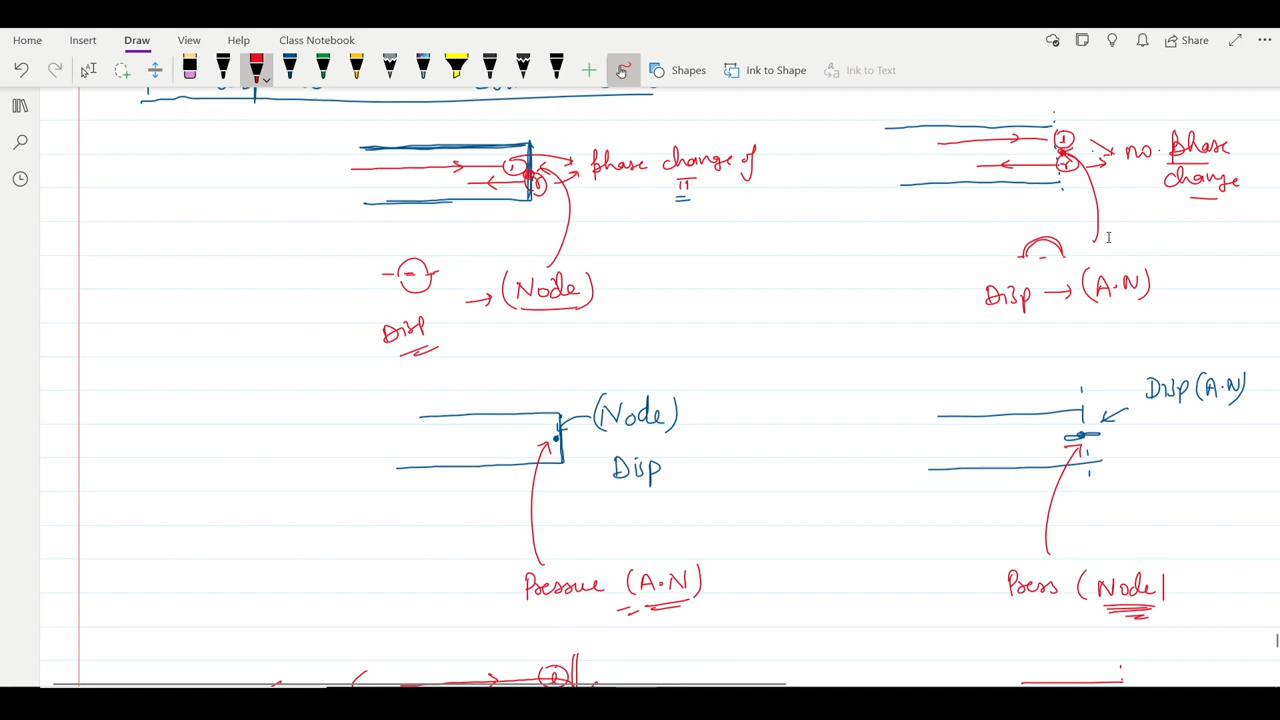 Home Insert Draw View Help Class Notebook
Share
Shapes
Ink to Shape
Ink to Text
phase change of
π
no. phase
change
(Node)
Disp
Disp → (A.N)
(Node)
Disp
Disp (A.N)
Pressure (A.N)
Press (Node)